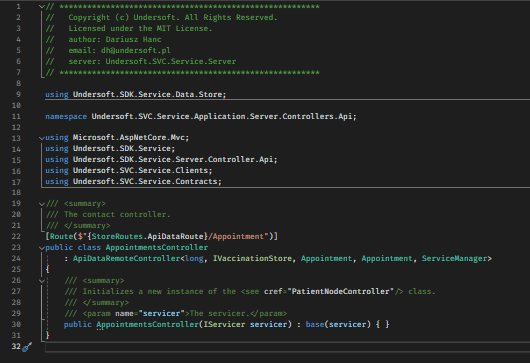 1 // **************************************************************
2 //   Copyright (c) Undersoft. All Rights Reserved.
3 //   Licensed under the MIT License.
4 //   author: Dariusz Hanc
5 //   email: dh@undersoft.pl
6 //   server: Undersoft.SVC.Service.Server
7 // **************************************************************
8
9 using Undersoft.SDK.Service.Data.Store;
10
11 namespace Undersoft.SVC.Service.Application.Server.Controllers.Api;
12
13 using Microsoft.AspNetCore.Mvc;
14 using Undersoft.SDK.Service;
15 using Undersoft.SDK.Service.Server.Controller.Api;
16 using Undersoft.SVC.Service.Clients;
17 using Undersoft.SVC.Service.Contracts;
18
19 /// <summary>
20 /// The contact controller.
21 /// </summary>
22 [Route($"{StoreRoutes.ApiDataRoute}/Appointment")]
23 public class AppointmentsController
24     : ApiDataRemoteController<long, IVaccinationStore, Appointment, Appointment, ServiceManager>
25 {
26     /// <summary>
27     /// Initializes a new instance of the <see cref="PatientNodeController"/> class.
28     /// </summary>
29     /// <param name="servicer">The servicer.</param>
30     public AppointmentsController(IServicer servicer) : base(servicer) { }
31 }
32